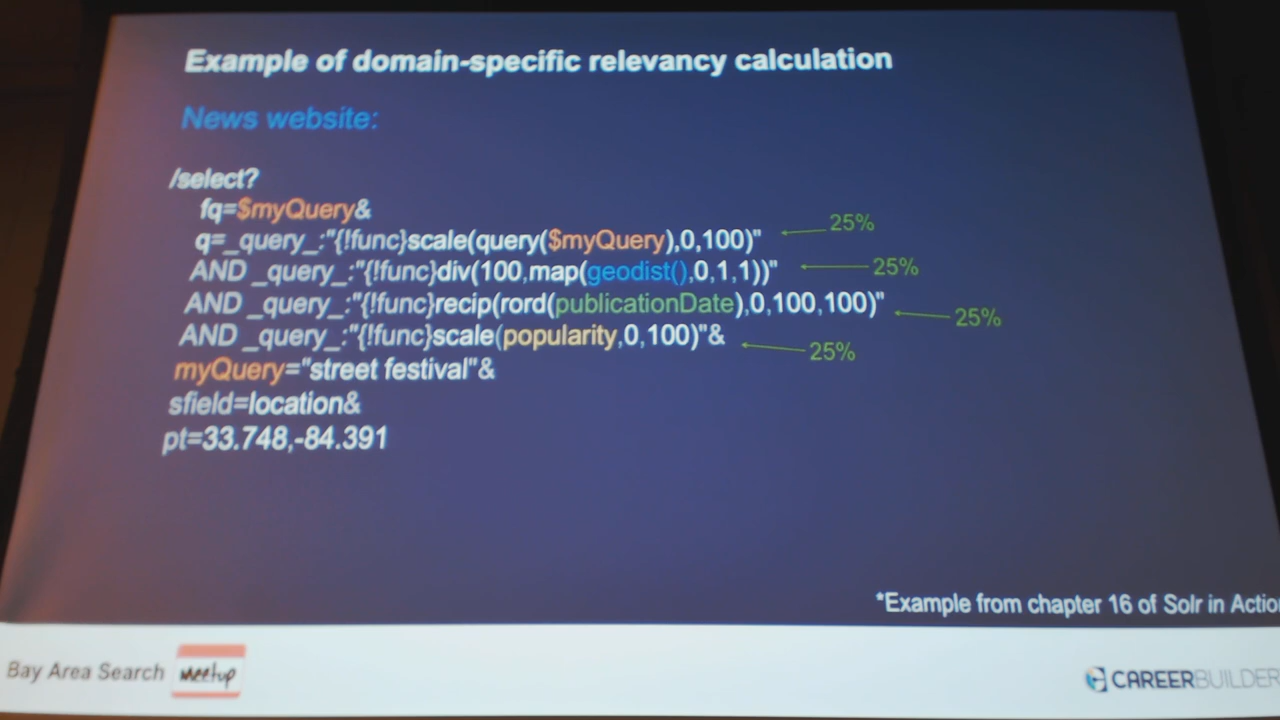 Example of domain-specific relevancy calculation
News website:
/select?
fq=$myQuery&
q=_query_:"{!func}scale(query($myQuery),0,100)"
25%
AND _query_:"{!func}div(100,map(geodist(),0,1,1))"
25%
AND _query_:"{!func}recip(rord(publicationDate),0,100,100)"
25%
AND _query_:"{!func}scale(popularity,0,100)"&
25%
myQuery="street festival"&
sfield=location&
pt=33.748,-84.391
*Example from chapter 16 of Solr in Actio
Bay Area Search Meetup
CAREERBUILDER